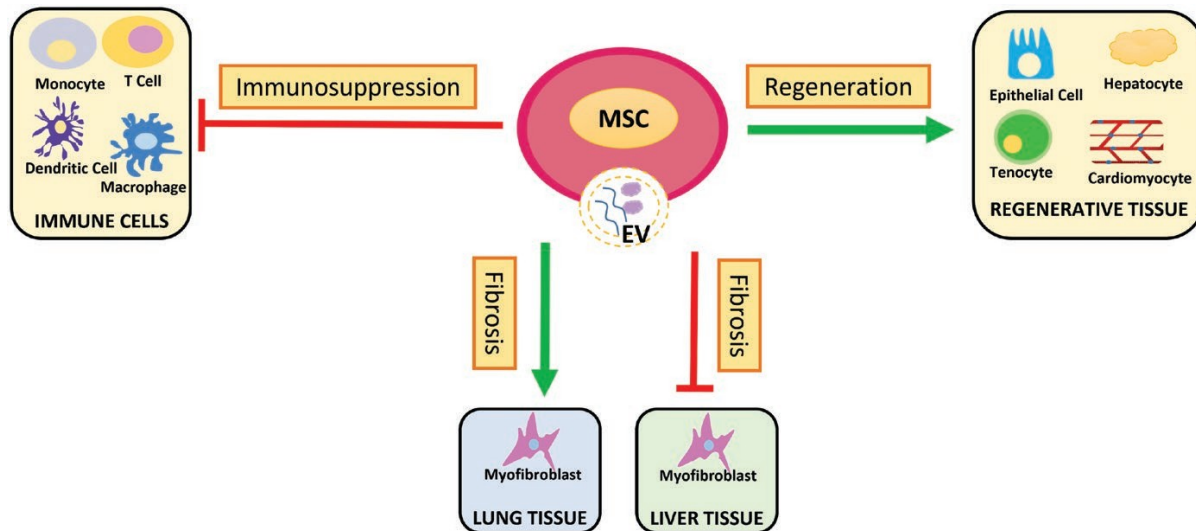 Monocyte
T Cell
Dendritic Cell
Macrophage
IMMUNE CELLS
Immunosuppression
MSC
EV
Regeneration
Epithelial Cell
Hepatocyte
Tenocyte
Cardiomyocyte
REGENERATIVE TISSUE
Fibrosis
Fibrosis
Myofibroblast
LUNG TISSUE
Myofibroblast
LIVER TISSUE